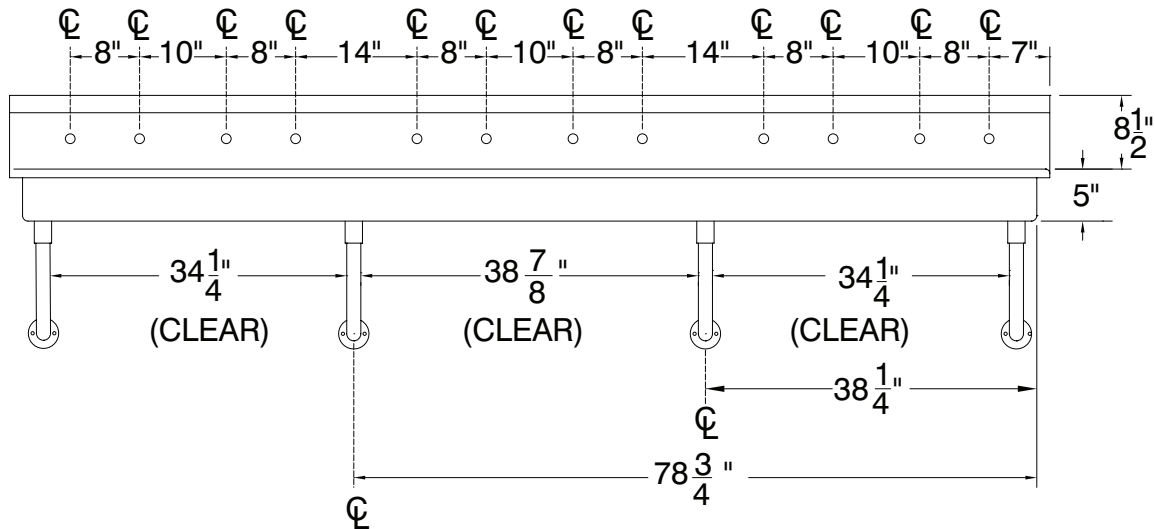 ℄ ℄ ℄ ℄ ℄ ℄ ℄ ℄ ℄ ℄ ℄ ℄
8" 10" 8" 14" 8" 10" 8" 14" 8" 10" 8" 7"
8 1/2"
5"
34 1/4" 38 7/8" 34 1/4"
(CLEAR) (CLEAR) (CLEAR)
38 1/4"
℄
78 3/4"
℄